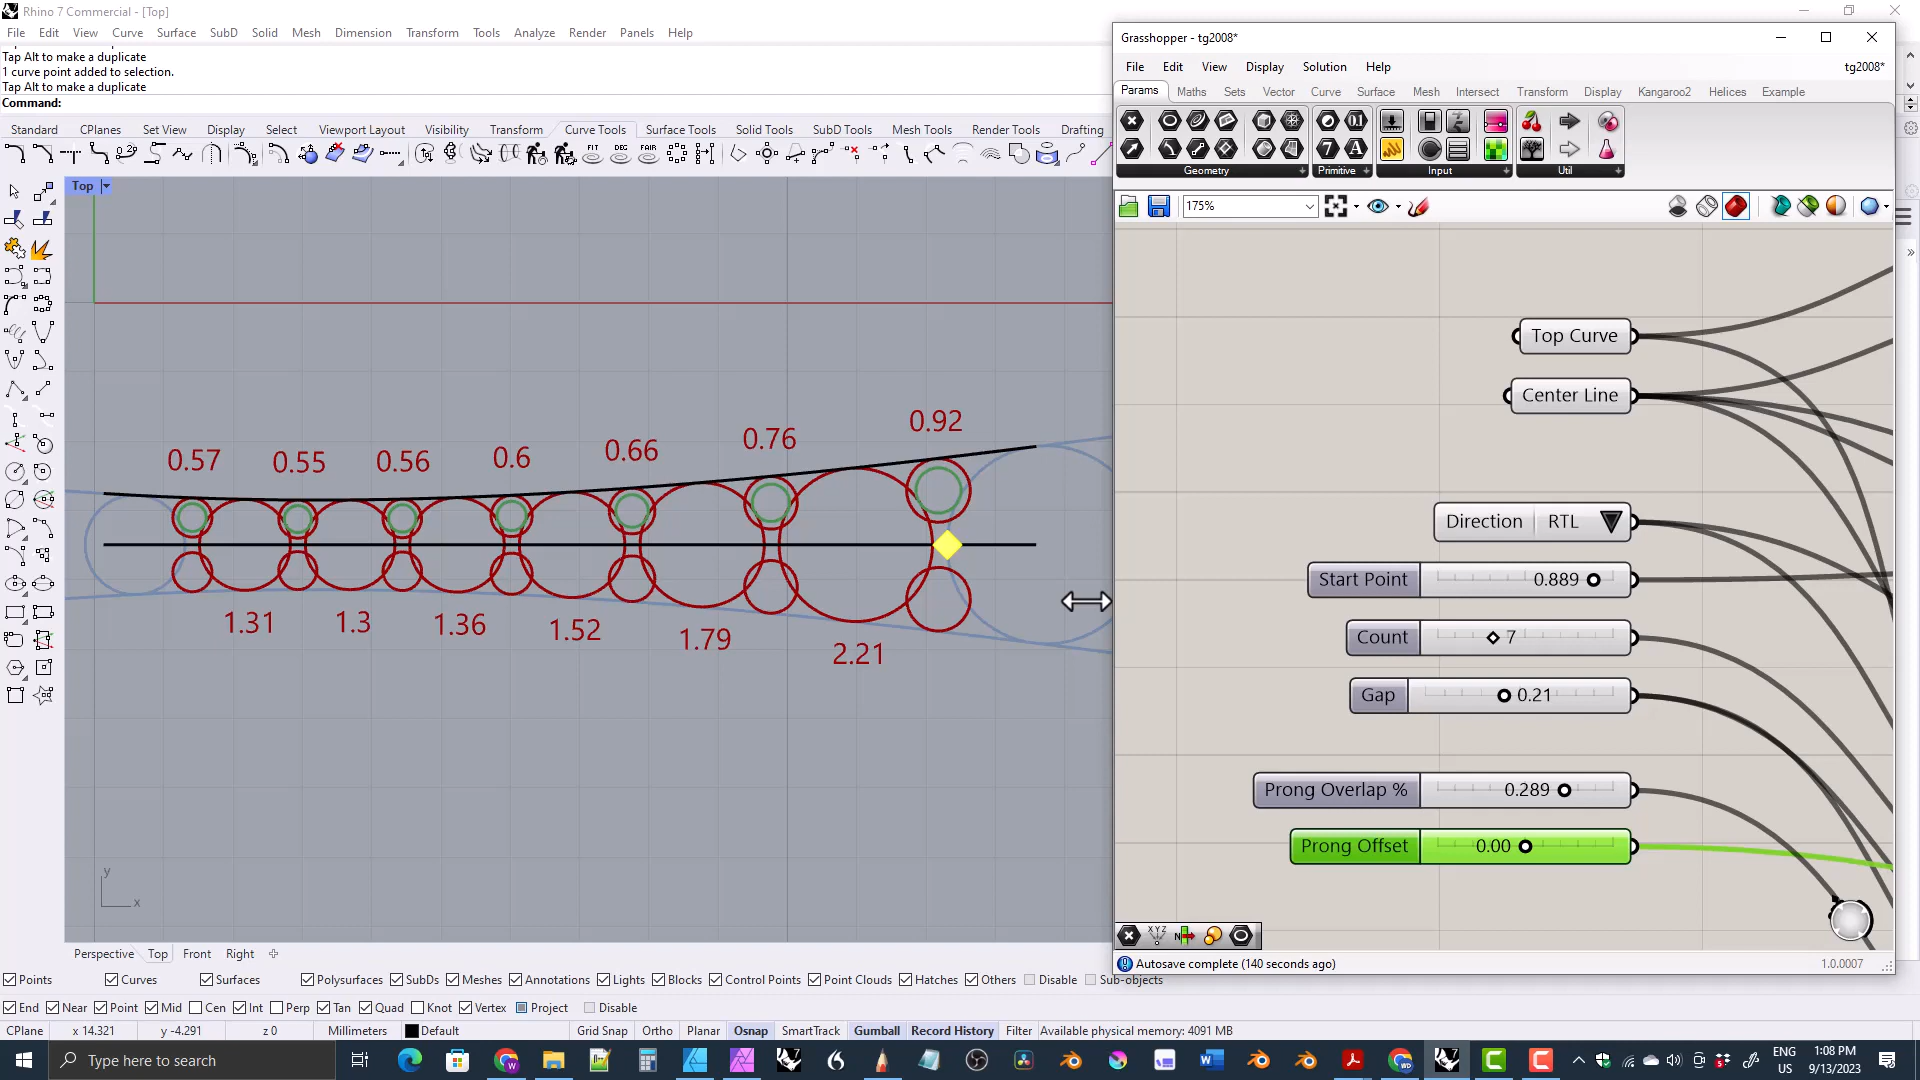 Rhino 7 Commercial - [Top]
File Edit View Curve Surface SubD Solid Mesh Dimension Transform Tools Analyze Render Panels Help
Tap Alt to make a duplicate
1 curve point added to selection.
Tap Alt to make a duplicate
Command:
Standard CPlanes Set View Display Select Viewport Layout Visibility Transform Curve Tools Surface Tools Solid Tools SubD Tools Mesh Tools Render Tools Drafting
Top
0.57 0.55 0.56 0.6 0.66 0.76 0.92
1.31 1.3 1.36 1.52 1.79 2.21
y
x
Perspective Top Front Right
Grasshopper - tg2008*
File Edit View Display Solution Help
tg2008*
Params Maths Sets Vector Curve Surface Mesh Intersect Transform Display Kangaroo2 Helices Example
Geometry Primitive Input Util
175%
Top Curve
Center Line
Direction RTL
Start Point 0.889
Count 7
Gap 0.21
Prong Overlap % 0.289
Prong Offset 0.00
Autosave complete (140 seconds ago)
1.0.0007
Points Curves Surfaces Polysurfaces SubDs Meshes Annotations Lights Blocks Control Points Point Clouds Hatches Others Disable Sub-objects
End Near Point Mid Cen Int Perp Tan Quad Knot Vertex Project Disable
CPlane x 14.321 y -4.291 z 0 Millimeters Default Grid Snap Ortho Planar Osnap SmartTrack Gumball Record History Filter Available physical memory: 4091 MB
Type here to search
ENG
US
1:08 PM
9/13/2023